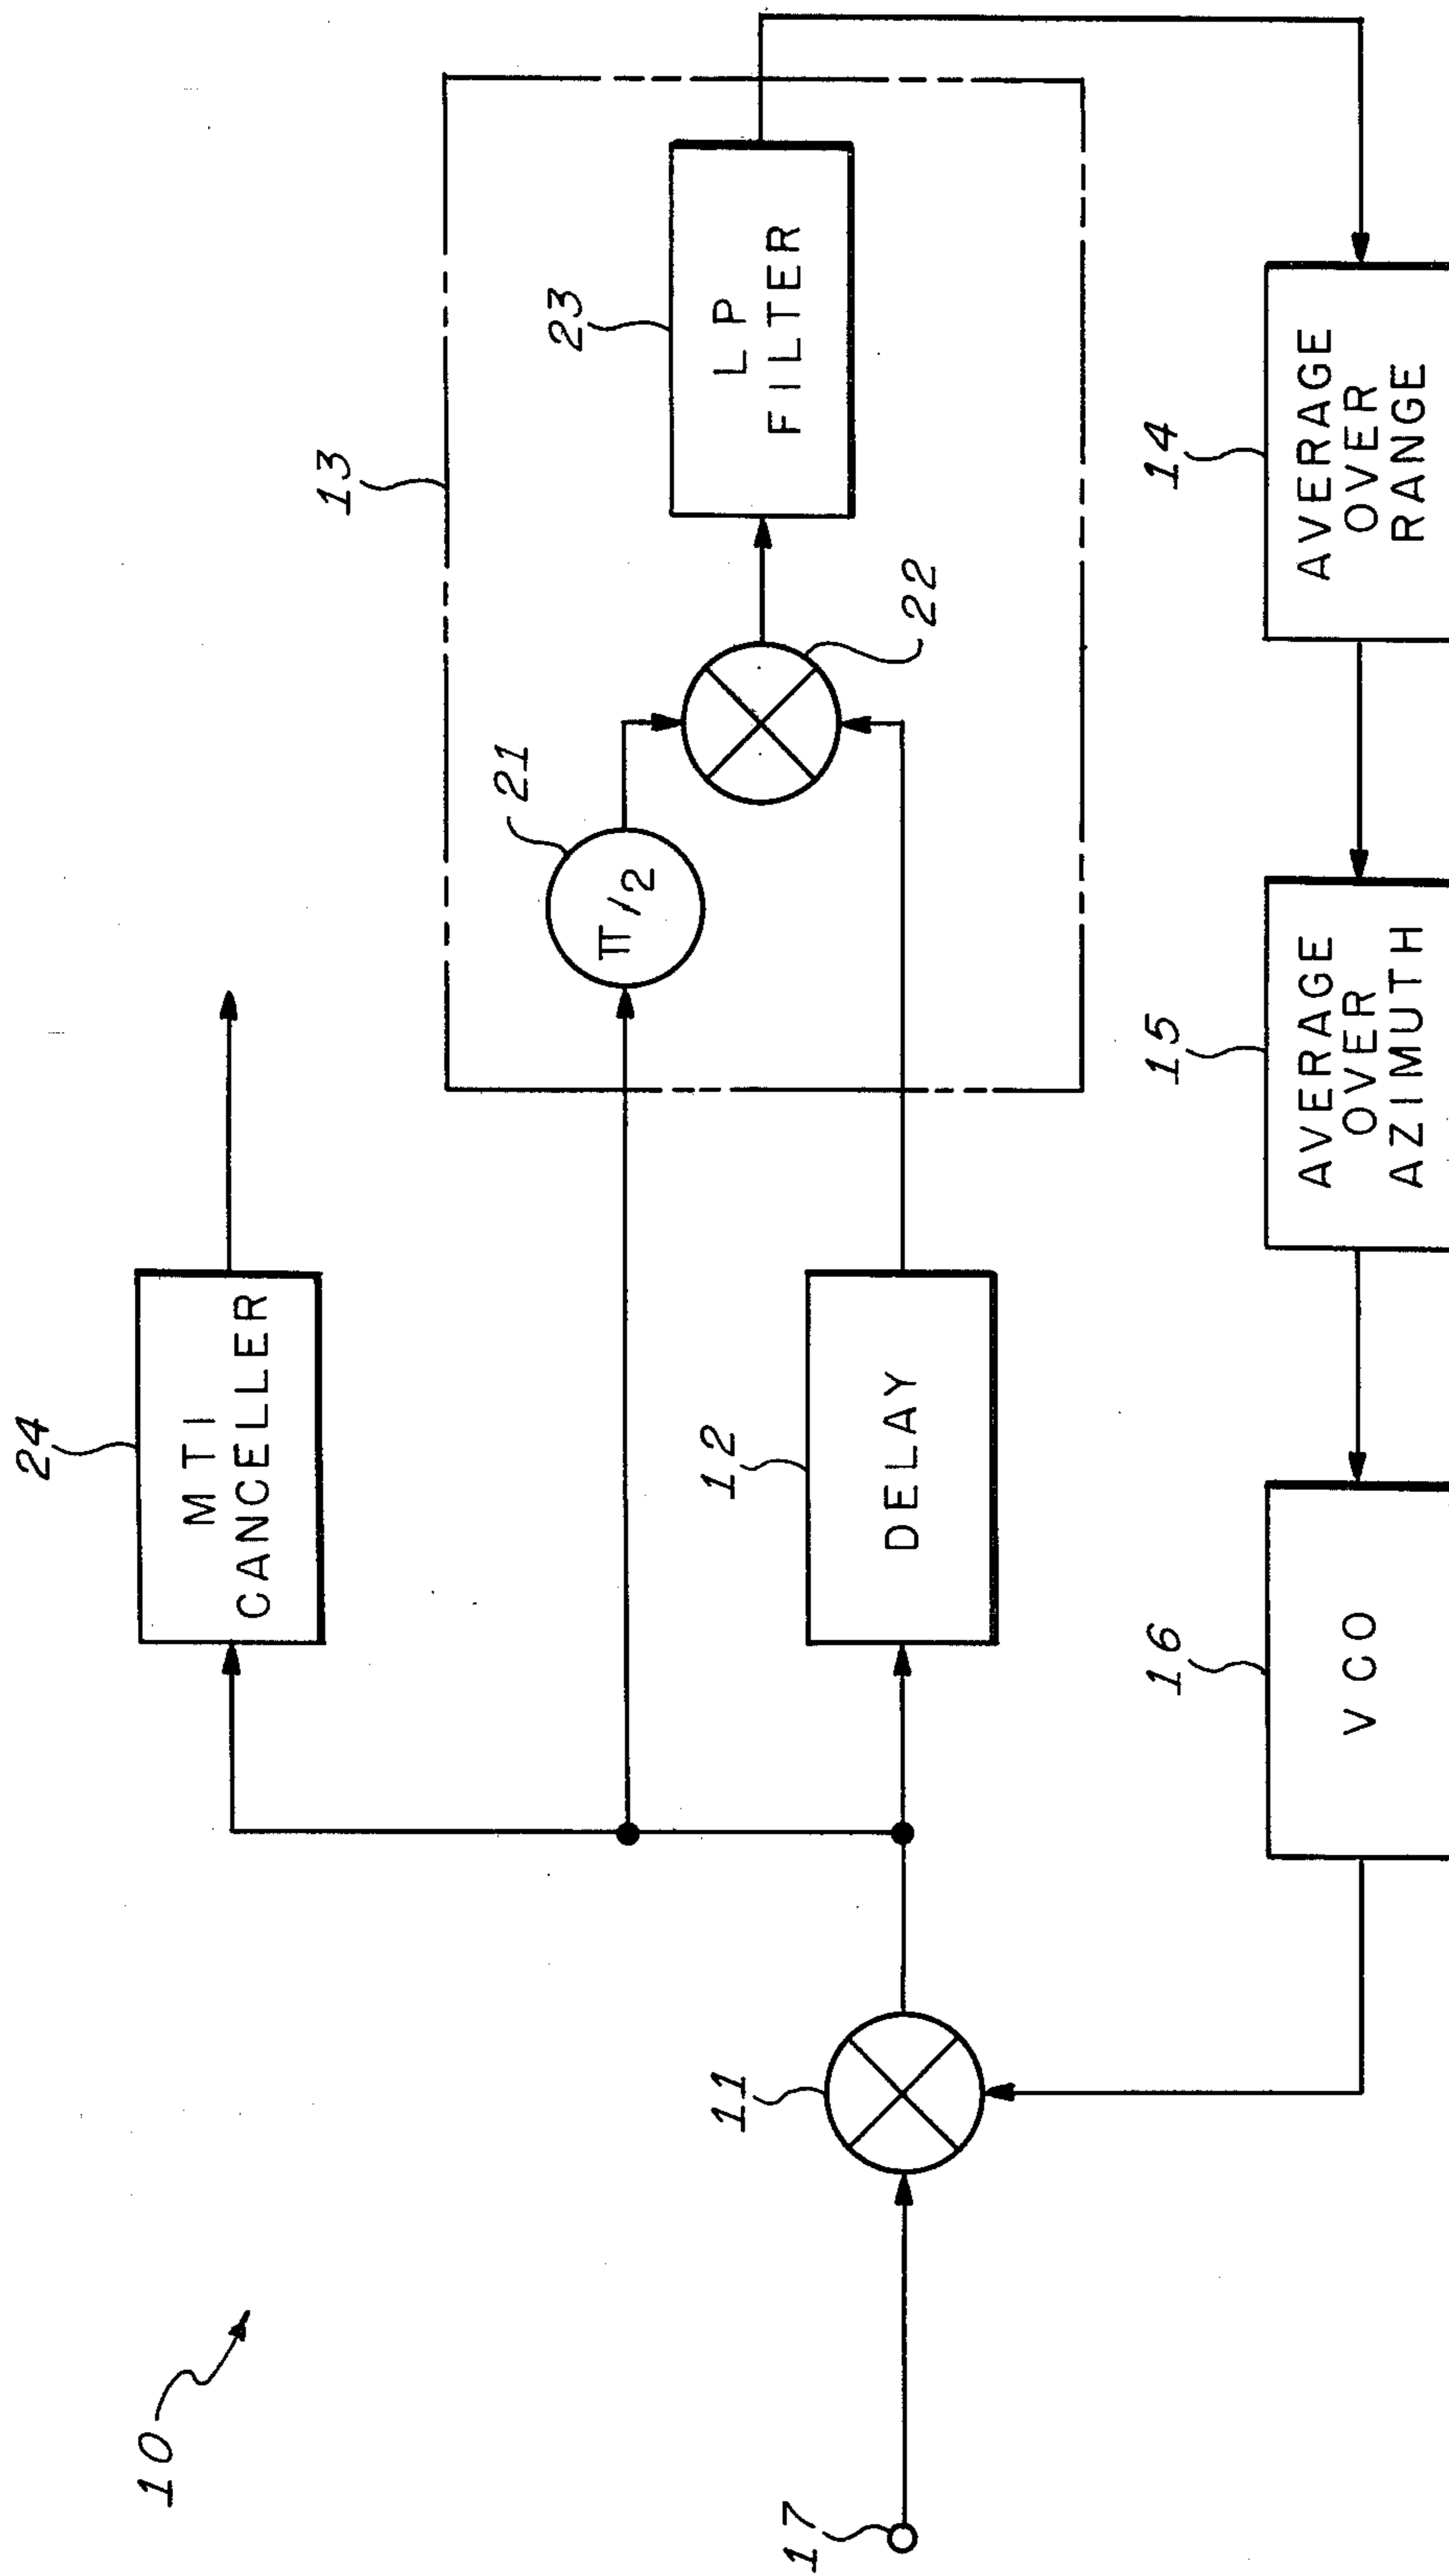 10
24
MTI
CANCELLER
13
21
π/2
23
LP
FILTER
22
17
11
12
DELAY
16
VCO
15
AVERAGE
OVER
AZIMUTH
14
AVERAGE
OVER
RANGE